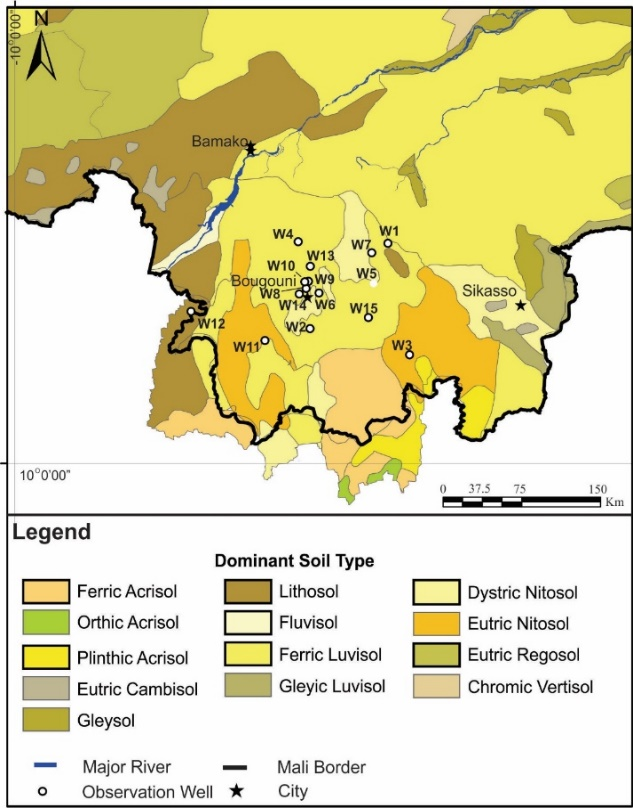 N
-10°0'00"
Bamako
W4
W1
W7
W13
W10
W5
Bougouni
W9
W8
W14
W6
Sikasso
W12
W2
W15
W11
W3
10°0'00"
0 37.5 75 150
Km
Legend
Dominant Soil Type
Ferric Acrisol
Lithosol
Dystric Nitosol
Orthic Acrisol
Fluvisol
Eutric Nitosol
Plinthic Acrisol
Ferric Luvisol
Eutric Regosol
Eutric Cambisol
Gleyic Luvisol
Chromic Vertisol
Gleysol
Major River
Mali Border
Observation Well
City